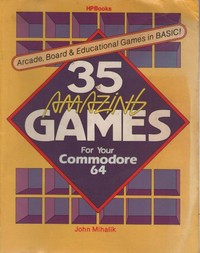 HPBooks
Arcade, Board & Educational Games in BASIC!
35
AMAZING
GAMES
For Your
Commodore
64
John Mihalik